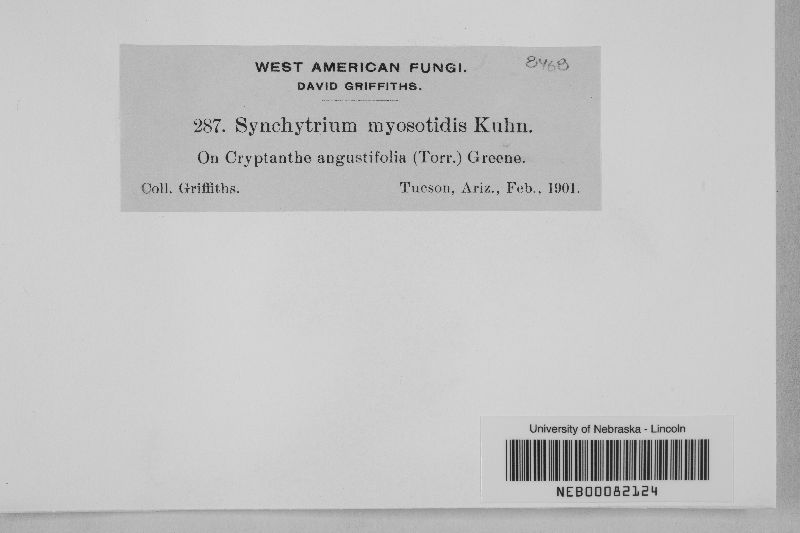 WEST AMERICAN FUNGI.
8468
DAVID GRIFFITHS.
287. Synchytrium myosotidis Kuhn.
On Cryptanthe angustifolia (Torr.) Greene.
Coll. Griffiths. Tucson, Ariz., Feb., 1901.
University of Nebraska - Lincoln
NEB00082124